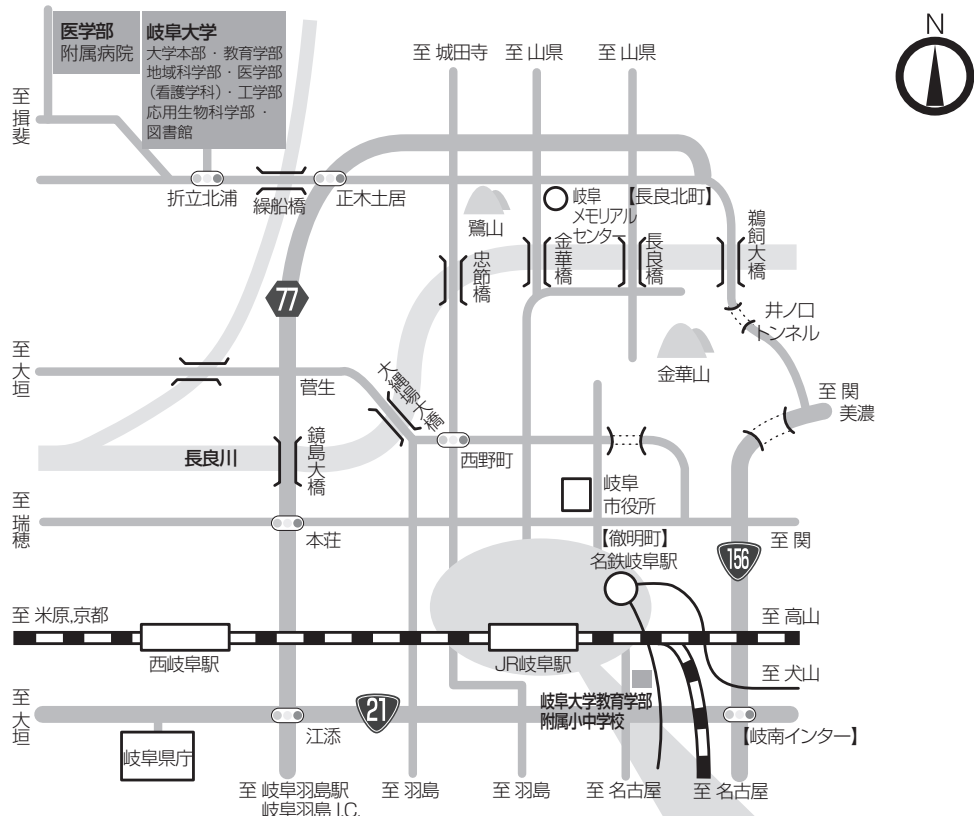 N
医学部
附属病院
岐阜大学
大学本部・教育学部
地域科学部・医学部
(看護学科)・工学部
応用生物科学部・
図書館
至 城田寺
至 山県
至 山県
至 揖斐
折立北浦
繰船橋
正木土居
鷺山
岐阜
メモリアル
センター
【長良北町】
忠節橋
金華橋
長良橋
鵜飼大橋
77
井ノ口
トンネル
金華山
至 大垣
菅生
大縄場大橋
至 関
美濃
長良川
鏡島大橋
西野町
岐阜
市役所
至 瑞穂
本荘
【徹明町】
名鉄岐阜駅
至 関
156
至 米原,京都
至 高山
西岐阜駅
JR岐阜駅
至 犬山
至 大垣
21
岐阜大学教育学部
附属小中学校
江添
【岐南インター】
岐阜県庁
至 岐阜羽島駅
岐阜羽島 I.C.
至 羽島
至 羽島
至 名古屋
至 名古屋